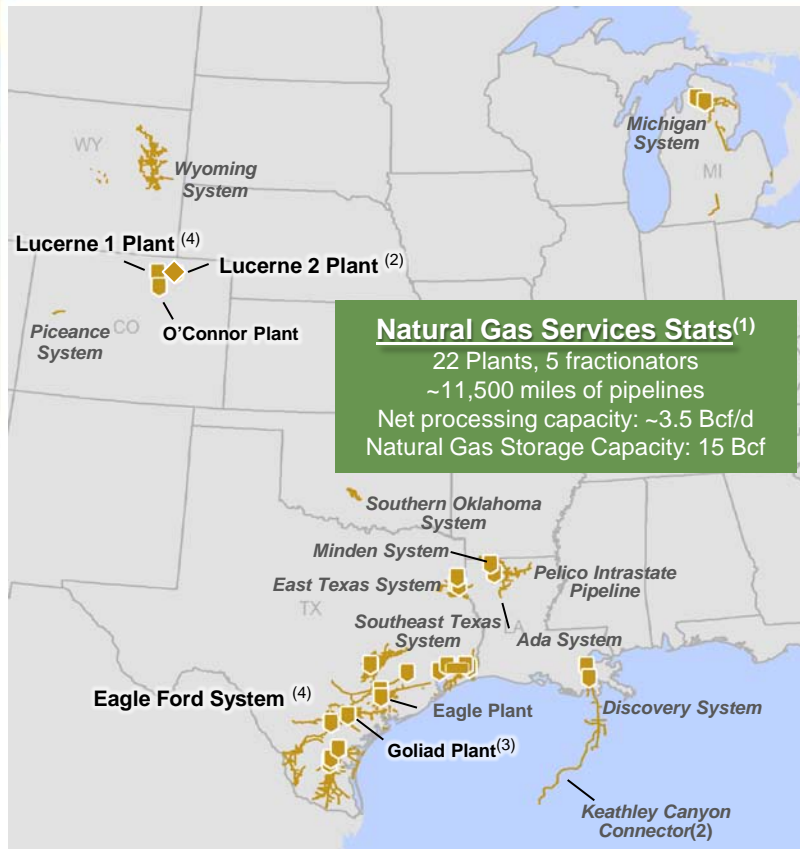 WY
Wyoming
System
Michigan
System
MI
Lucerne 1 Plant (4)
Lucerne 2 Plant (2)
O'Connor Plant
Piceance
System
CO
Natural Gas Services Stats(1)
22 Plants, 5 fractionators
~11,500 miles of pipelines
Net processing capacity: ~3.5 Bcf/d
Natural Gas Storage Capacity: 15 Bcf
Southern Oklahoma
System
Minden System
East Texas System
Pelico Intrastate
Pipeline
TX
Southeast Texas
System
LA
Ada System
Eagle Ford System (4)
Eagle Plant
Discovery System
Goliad Plant(3)
Keathley Canyon
Connector(2)